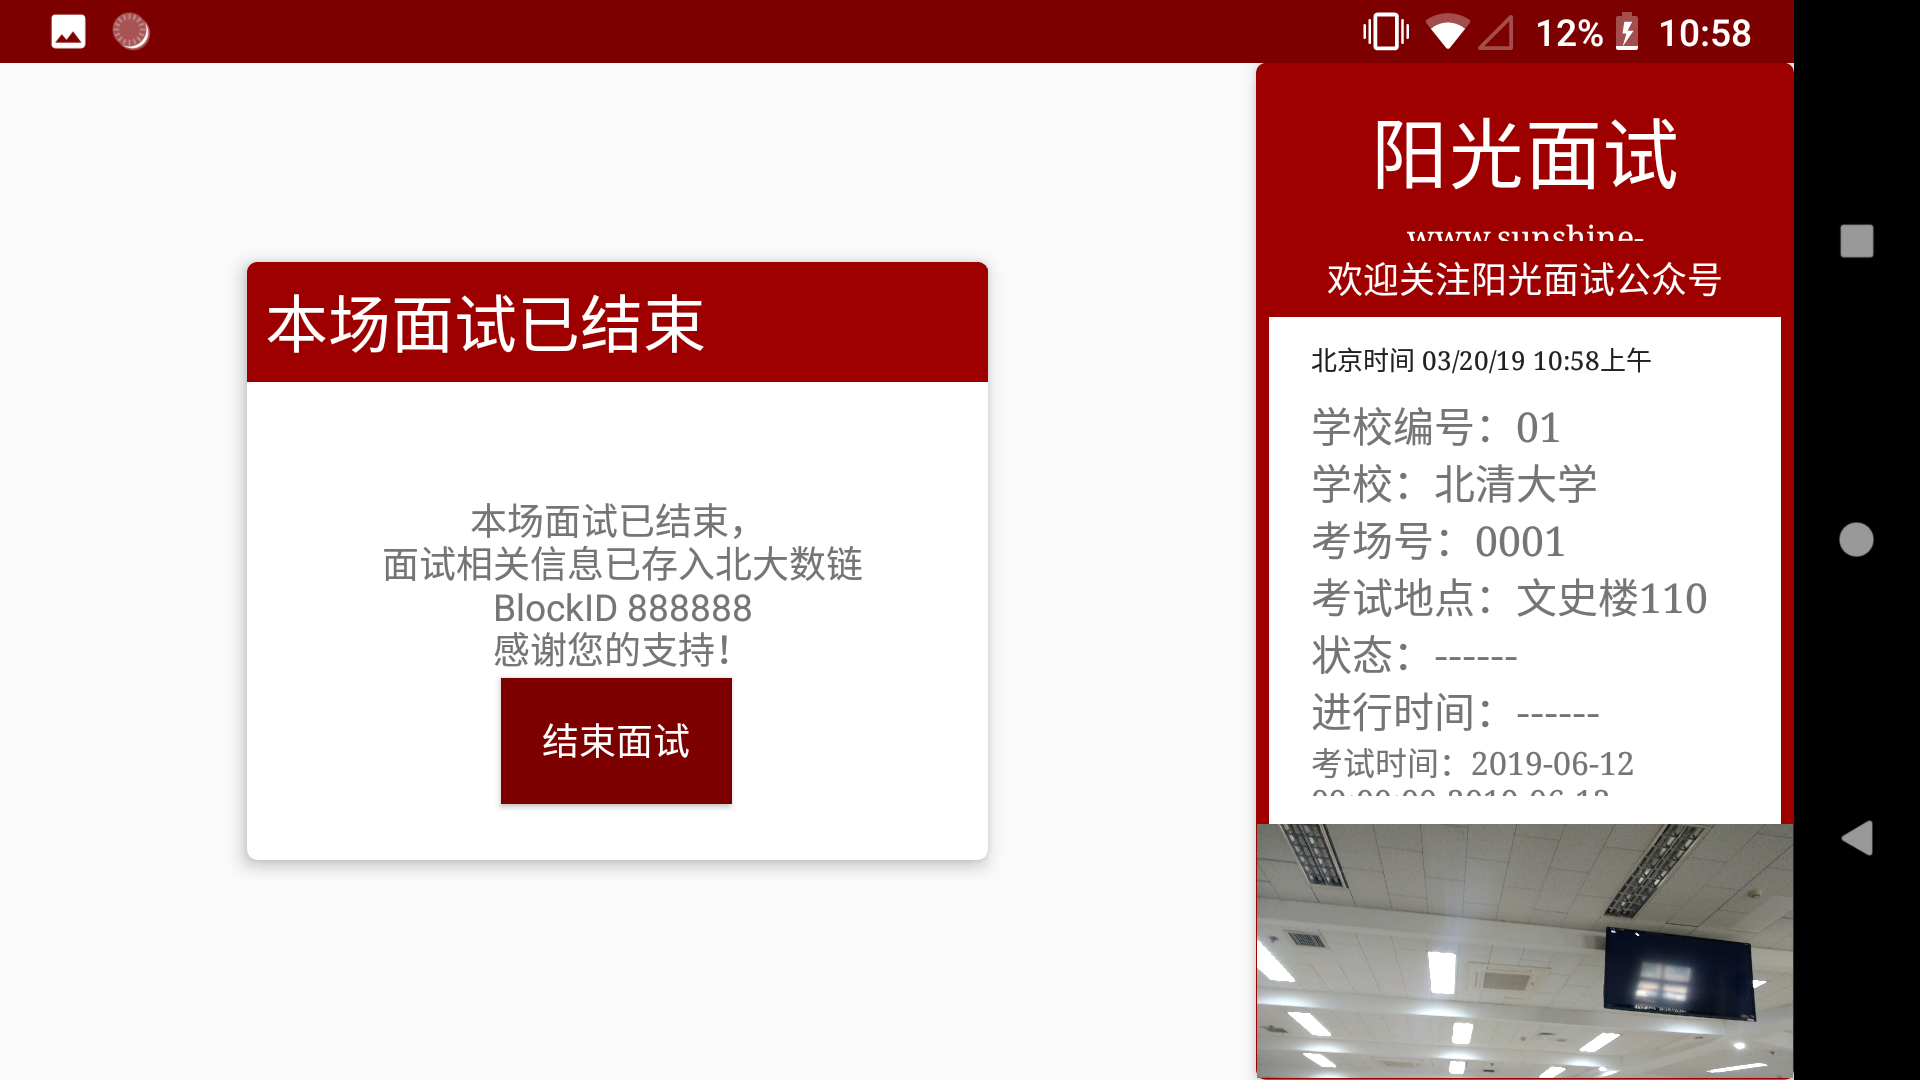 12% 10:58
本场面试已结束
本场面试已结束，
面试相关信息已存入北大数链
BlockID 888888
感谢您的支持！
结束面试
阳光面试
www.sunshine-
欢迎关注阳光面试公众号
北京时间 03/20/19 10:58上午
学校编号：01
学校：北清大学
考场号：0001
考试地点：文史楼110
状态：------
进行时间：------
考试时间：2019-06-12